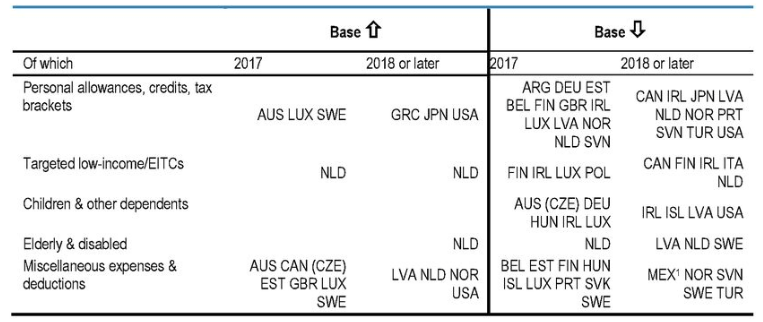 Base ⇧ Base ⇩
Of which 2017 2018 or later 2017 2018 or later
Personal allowances, credits, tax
brackets
AUS LUX SWE
GRC JPN USA
ARG DEU EST
BEL FIN GBR IRL
LUX LVA NOR
NLD SVN
CAN IRL JPN LVA
NLD NOR PRT
SVN TUR USA
Targeted low-income/EITCs
NLD
NLD
FIN IRL LUX POL
CAN FIN IRL ITA
NLD
Children & other dependents
AUS (CZE) DEU
HUN IRL LUX
IRL ISL LVA USA
Elderly & disabled
NLD
NLD
LVA NLD SWE
Miscellaneous expenses &
deductions
AUS CAN (CZE)
EST GBR LUX
SWE
LVA NLD NOR
USA
BEL EST FIN HUN
ISL LUX PRT SVK
SWE
MEX¹ NOR SVN
SWE TUR